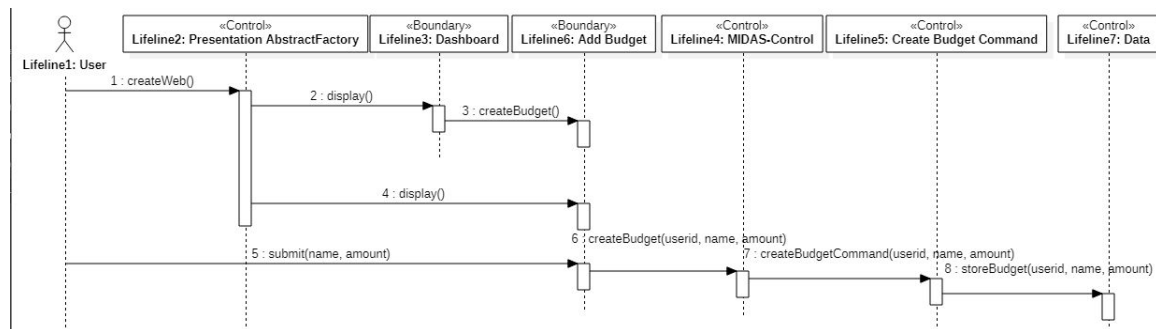 «Control»
Lifeline2: Presentation AbstractFactory
«Boundary»
Lifeline3: Dashboard
«Boundary»
Lifeline6: Add Budget
«Control»
Lifeline4: MIDAS-Control
«Control»
Lifeline5: Create Budget Command
«Control»
Lifeline7: Data
Lifeline1: User
1 : createWeb()
2 : display()
3 : createBudget()
4 : display()
5 : submit(name, amount)
6 : createBudget(userid, name, amount)
7 : createBudgetCommand(userid, name, amount)
8 : storeBudget(userid, name, amount)